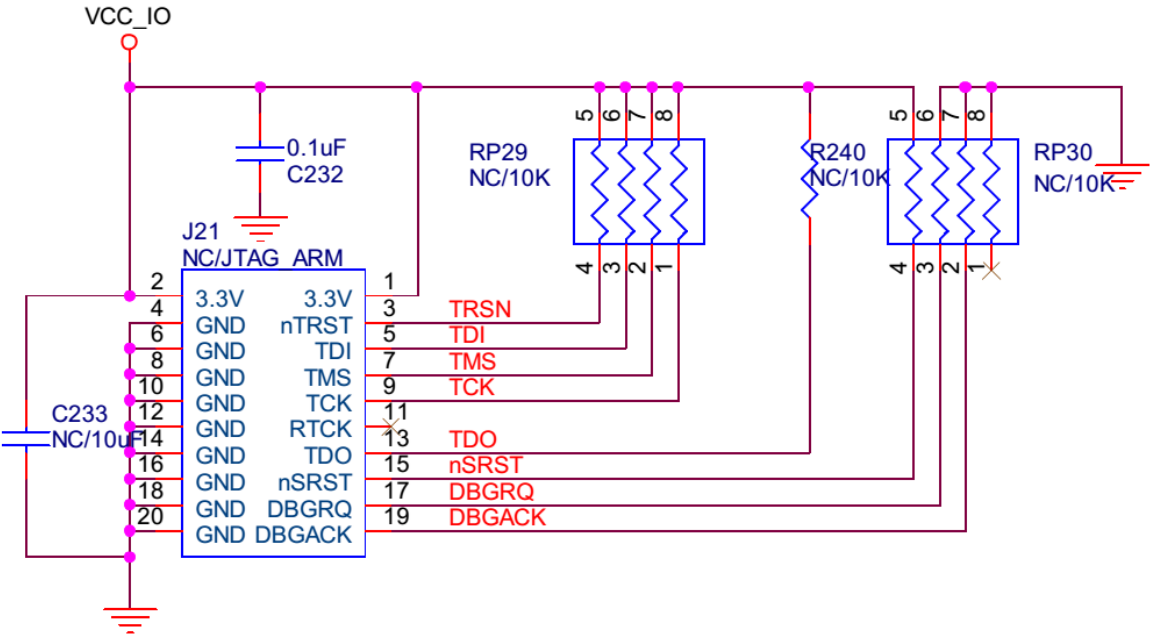 VCC_IO
5 6 7 8
5 6 7 8
0.1uF
C232
RP29
NC/10K
R240
NC/10K
RP30
NC/10K
4 3 2 1
4 3 2 1
J21
NC/JTAG ARM
2 3.3V 3.3V 1
4 GND nTRST 3 TRSN
6 GND TDI 5 TDI
8 GND TMS 7 TMS
10 GND TCK 9 TCK
12 GND RTCK 11
14 GND TDO 13 TDO
16 GND nSRST 15 nSRST
18 GND DBGRQ 17 DBGRQ
20 GND DBGACK 19 DBGACK
C233
NC/10uF